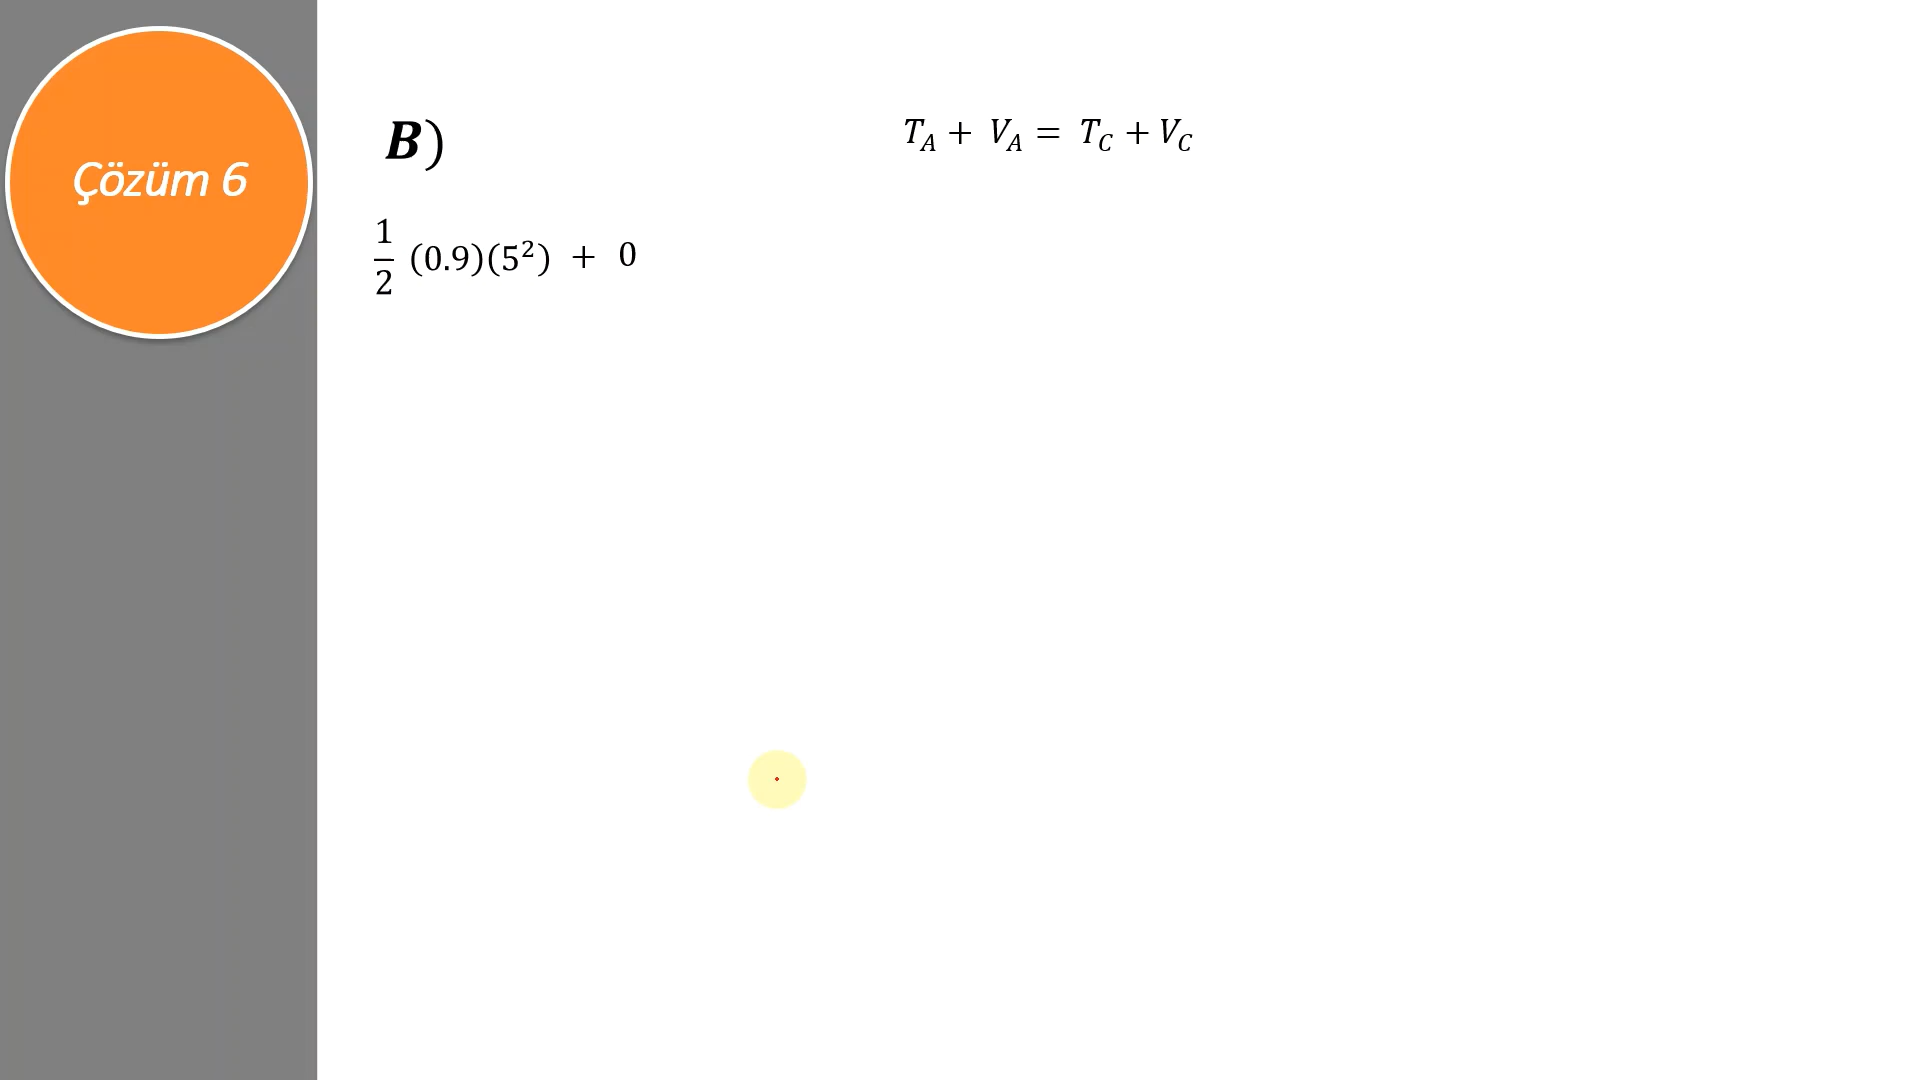 Çözüm 6
B)
T_A + V_A = T_C + V_C
1/2 (0.9)(5²) + 0